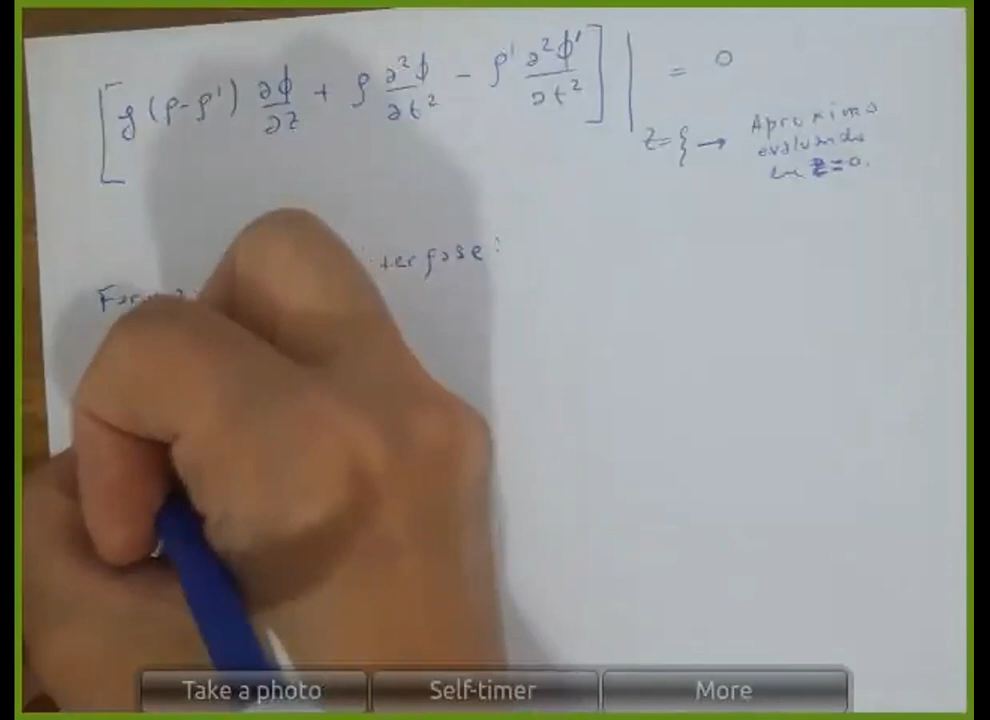 [g(ρ-ρ') ∂ϕ/∂z + ρ ∂²ϕ/∂t² - ρ' ∂²ϕ'/∂t²]|z=ξ = 0
→ Aproximo
evaluando
en z=0.
terfase:
Take a photo Self-timer More